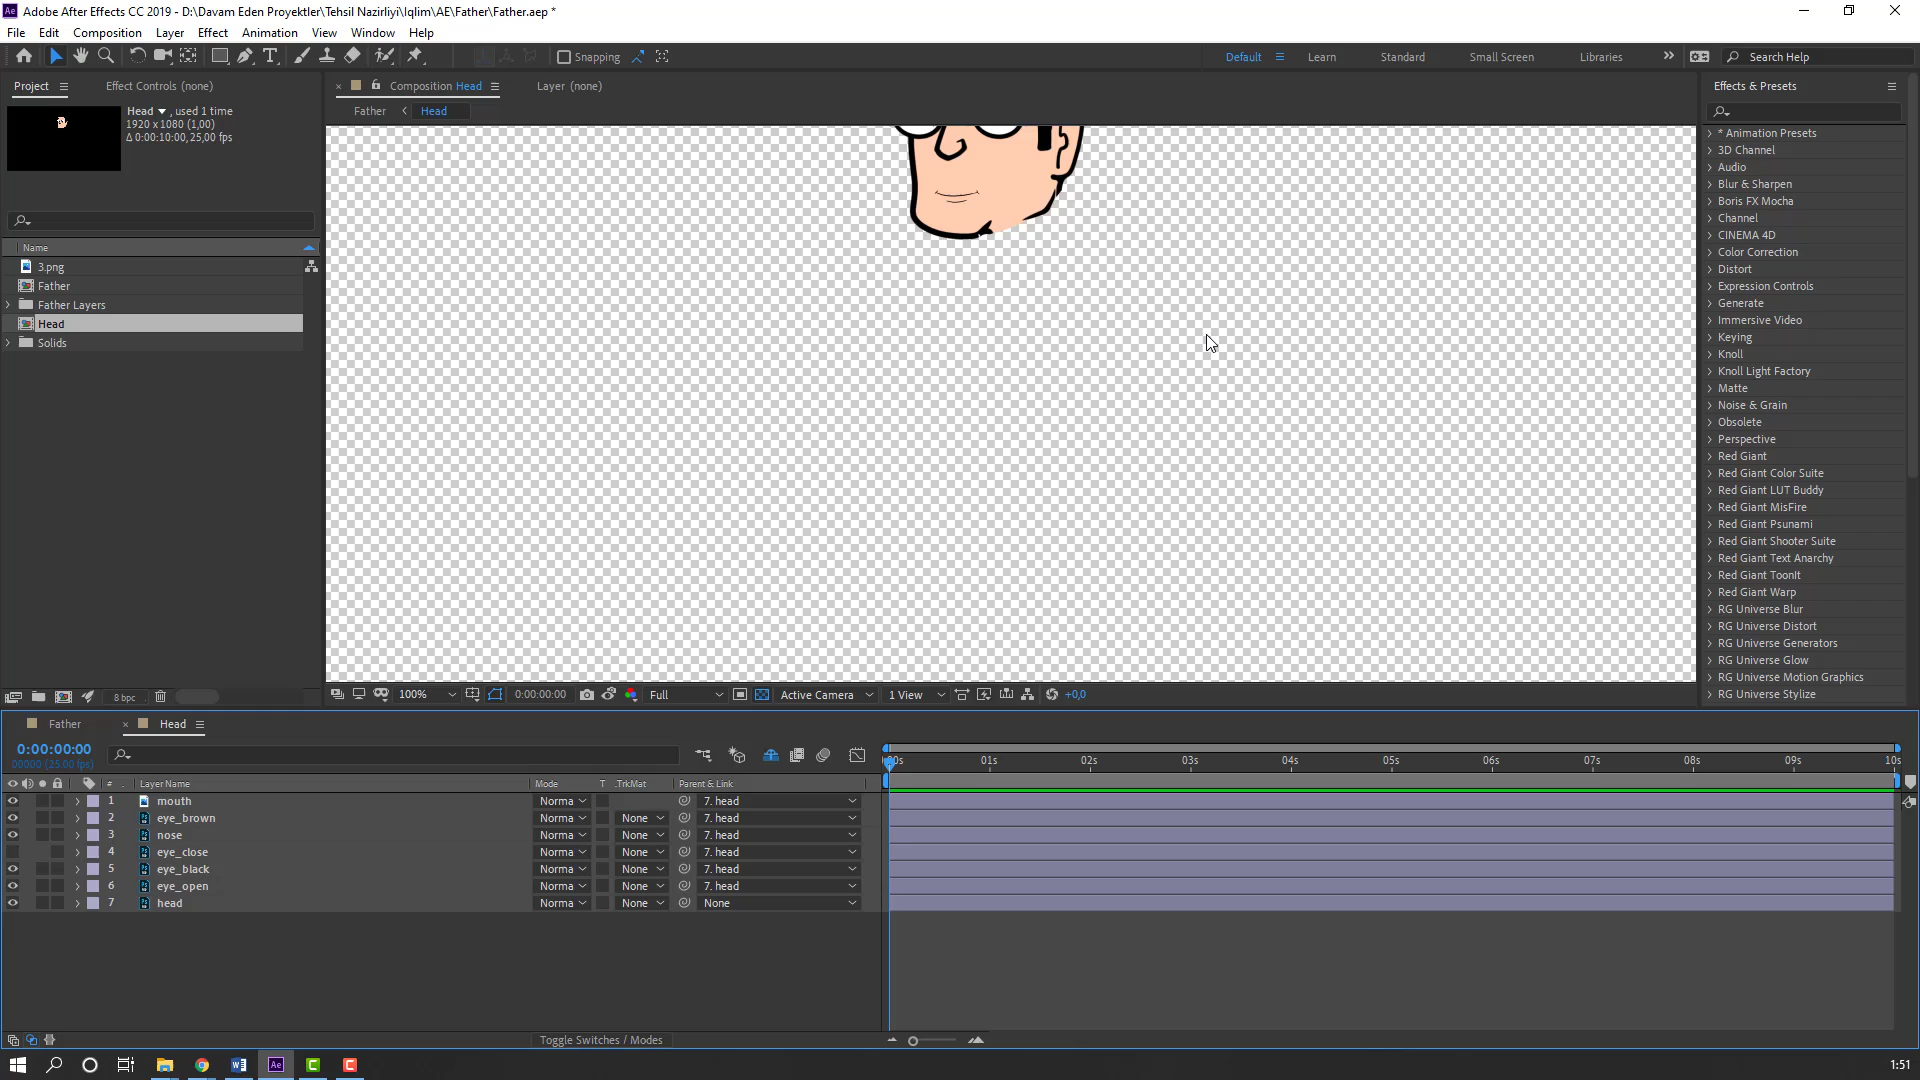 Adobe After Effects CC 2019 - D:\Davam Eden Proyektler\Tehsil Nazirliyi\Iqlim\AE\Father\Father.aep *
File Edit Composition Layer Effect Animation View Window Help
Snapping
Default Learn Standard Small Screen Libraries Search Help
Project Effect Controls (none)
Head , used 1 time
1920 x 1080 (1,00)
Δ 0:00:10:00, 25,00 fps
Name
3.png
Father
Father Layers
Head
Solids
8 bpc
Composition Head Layer (none)
Father Head
100% 0:00:00:00 Full Active Camera 1 View +0,0
Effects & Presets
* Animation Presets
3D Channel
Audio
Blur & Sharpen
Boris FX Mocha
Channel
CINEMA 4D
Color Correction
Distort
Expression Controls
Generate
Immersive Video
Keying
Knoll
Knoll Light Factory
Matte
Noise & Grain
Obsolete
Perspective
Red Giant
Red Giant Color Suite
Red Giant LUT Buddy
Red Giant MisFire
Red Giant Psunami
Red Giant Shooter Suite
Red Giant Text Anarchy
Red Giant ToonIt
Red Giant Warp
RG Universe Blur
RG Universe Distort
RG Universe Generators
RG Universe Glow
RG Universe Motion Graphics
RG Universe Stylize
Father Head
0:00:00:00
00000 (25.00 fps)
# Layer Name Mode T .TrkMat Parent & Link
1 mouth Norma 7. head
2 eye_brown Norma None 7. head
3 nose Norma None 7. head
4 eye_close Norma None 7. head
5 eye_black Norma None 7. head
6 eye_open Norma None 7. head
7 head Norma None None
00s 01s 02s 03s 04s 05s 06s 07s 08s 09s 10s
Toggle Switches / Modes
1:51